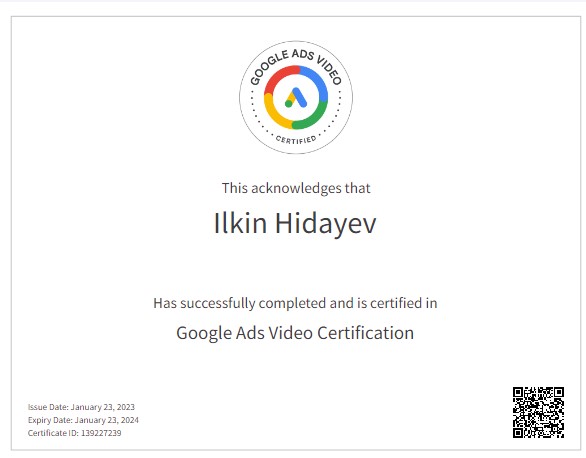 GOOGLE ADS VIDEO
CERTIFIED
This acknowledges that
Ilkin Hidayev
Has successfully completed and is certified in
Google Ads Video Certification
Issue Date: January 23, 2023
Expiry Date: January 23, 2024
Certificate ID: 139227239